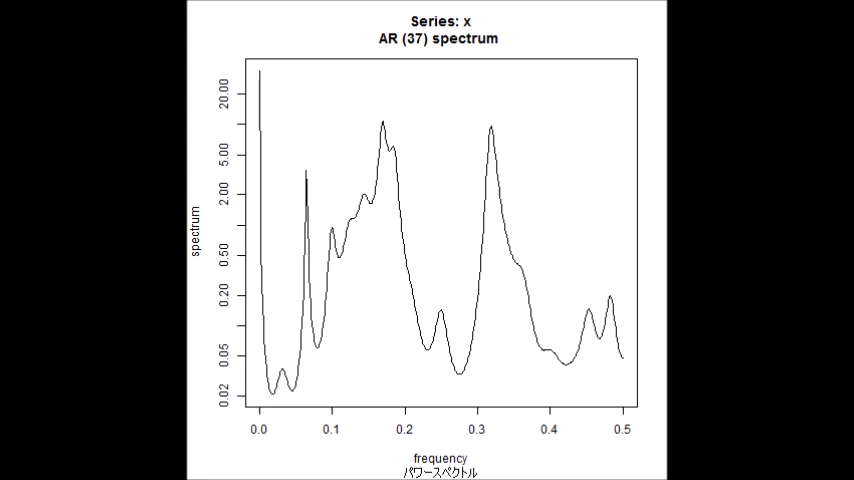 Series: x
AR (37) spectrum
spectrum
20.00
5.00
2.00
0.50
0.20
0.05
0.02
0.0 0.1 0.2 0.3 0.4 0.5
frequency
パワースペクトル